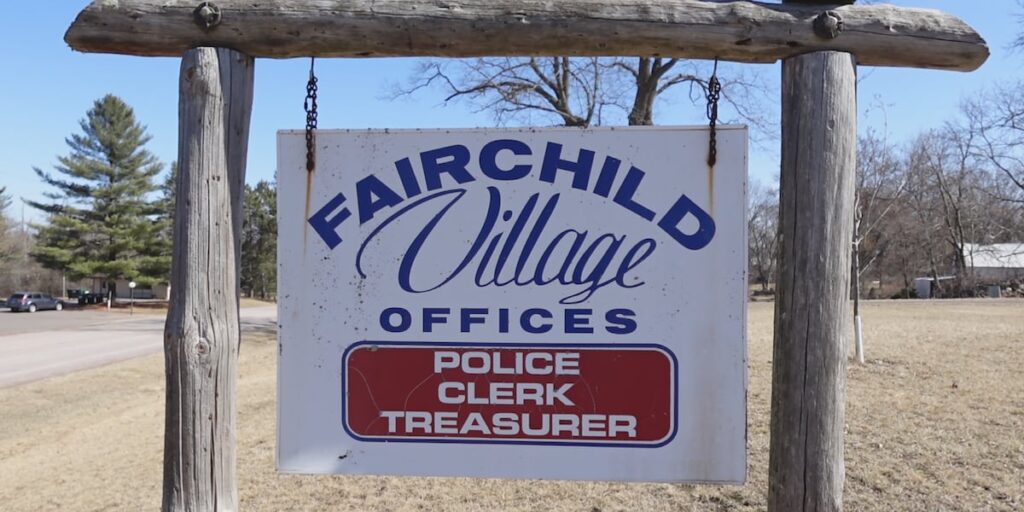 FAIRCHILD
Village
OFFICES
POLICE
CLERK
TREASURER